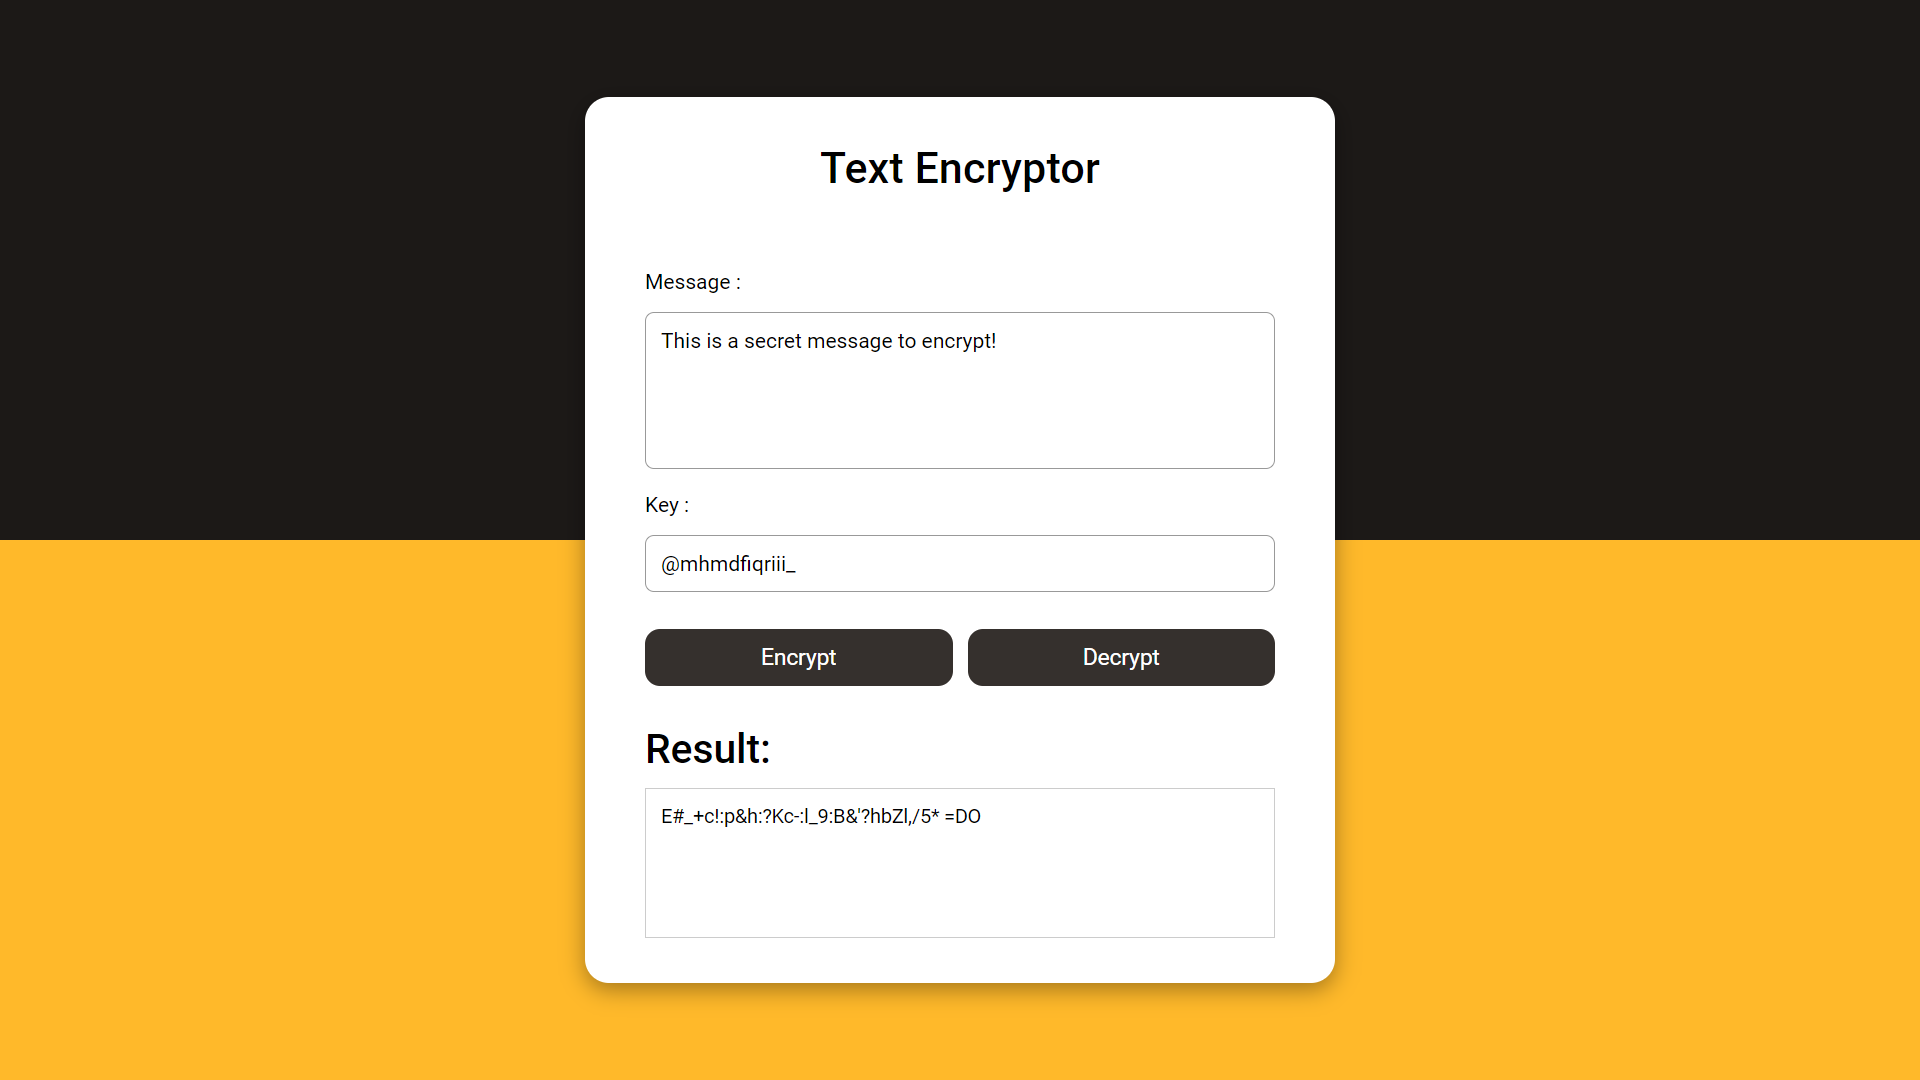 Text Encryptor
Message :
This is a secret message to encrypt!
Key :
@mhmdfiqriii_
Encrypt
Decrypt
Result:
E#_+c!:p&h:?Kc-:l_9:B&'?hbZl,/5* =DO